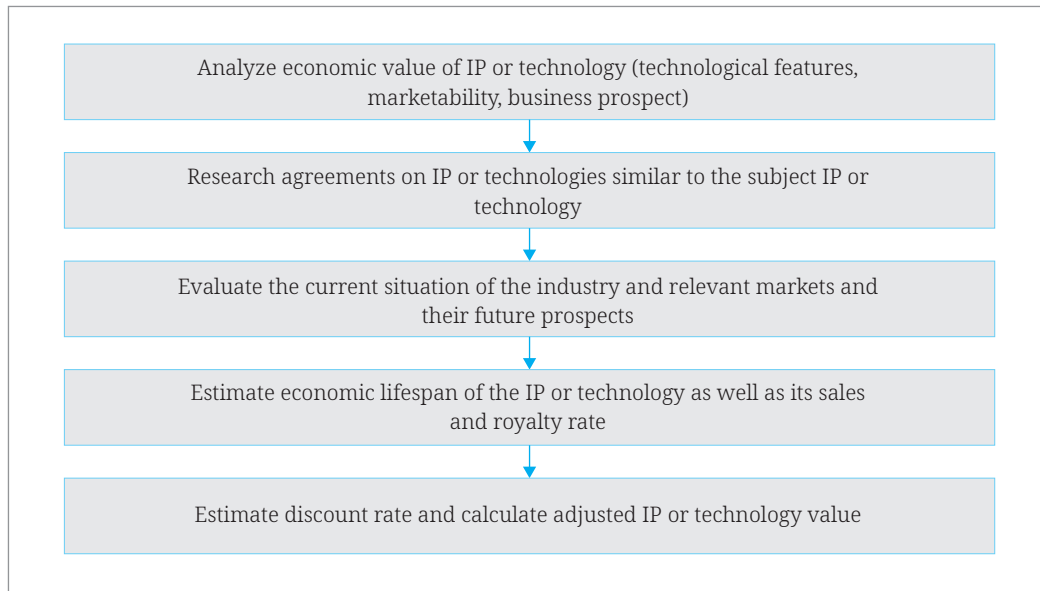 Analyze economic value of IP or technology (technological features,
marketability, business prospect)
Research agreements on IP or technologies similar to the subject IP or
technology
Evaluate the current situation of the industry and relevant markets and
their future prospects
Estimate economic lifespan of the IP or technology as well as its sales
and royalty rate
Estimate discount rate and calculate adjusted IP or technology value